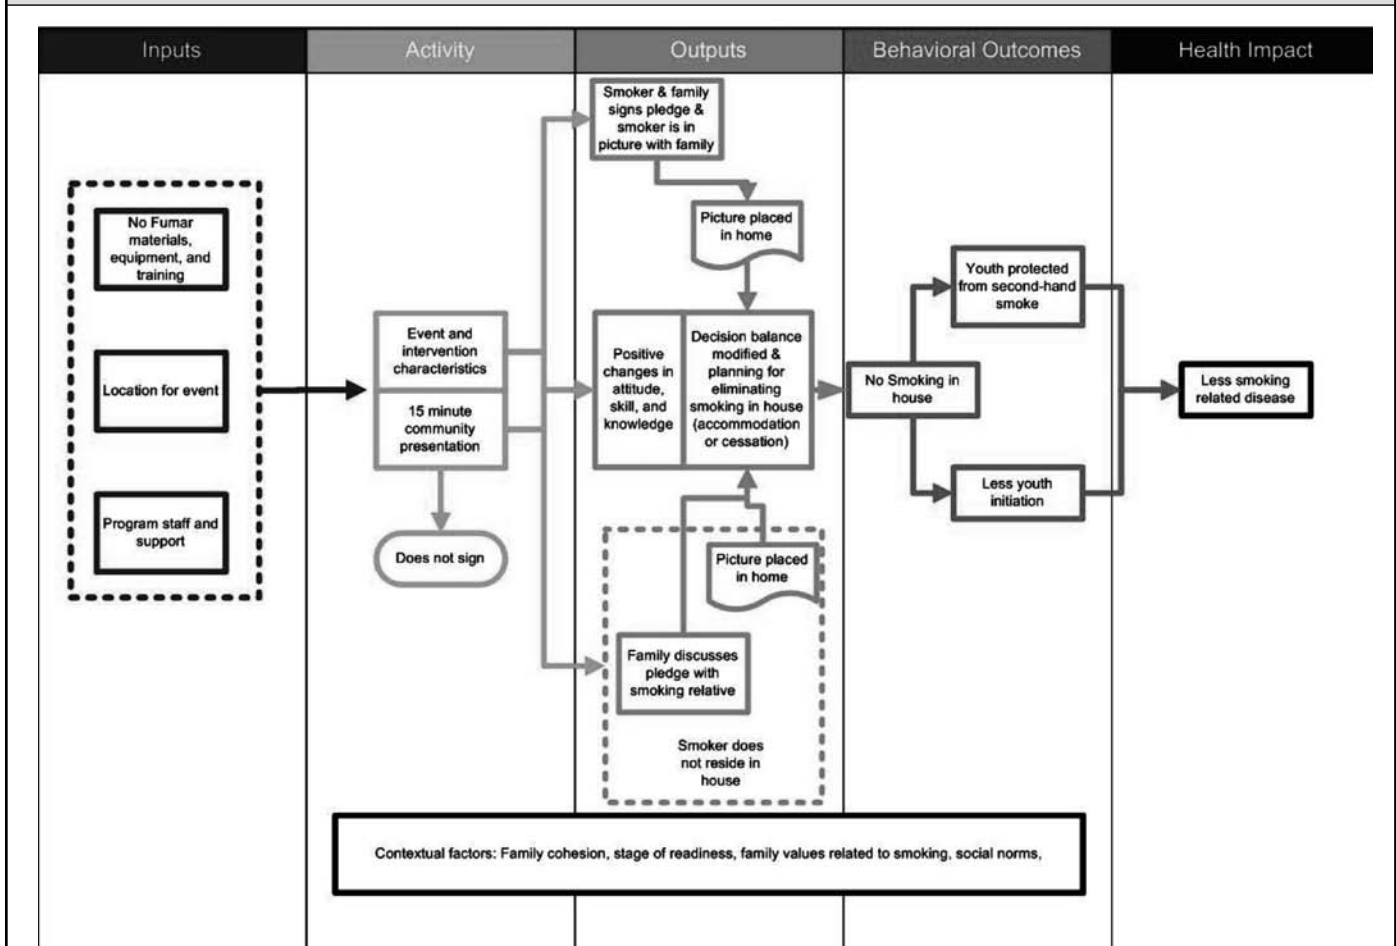 Inputs
Activity
Outputs
Behavioral Outcomes
Health Impact
No Fumar
materials,
equipment, and
training
Location for event
Program staff and
support
Event and
intervention
characteristics
15 minute
community
presentation
Does not sign
Smoker & family
signs pledge &
smoker is in
picture with family
Picture placed
in home
Positive
changes in
attitude,
skill, and
knowledge
Decision balance
modified &
planning for
eliminating
smoking in house
(accommodation
or cessation)
Picture placed
in home
Family discusses
pledge with
smoking relative
Smoker does
not reside in
house
No Smoking in
house
Youth protected
from second-hand
smoke
Less youth
initiation
Less smoking
related disease
Contextual factors: Family cohesion, stage of readiness, family values related to smoking, social norms,